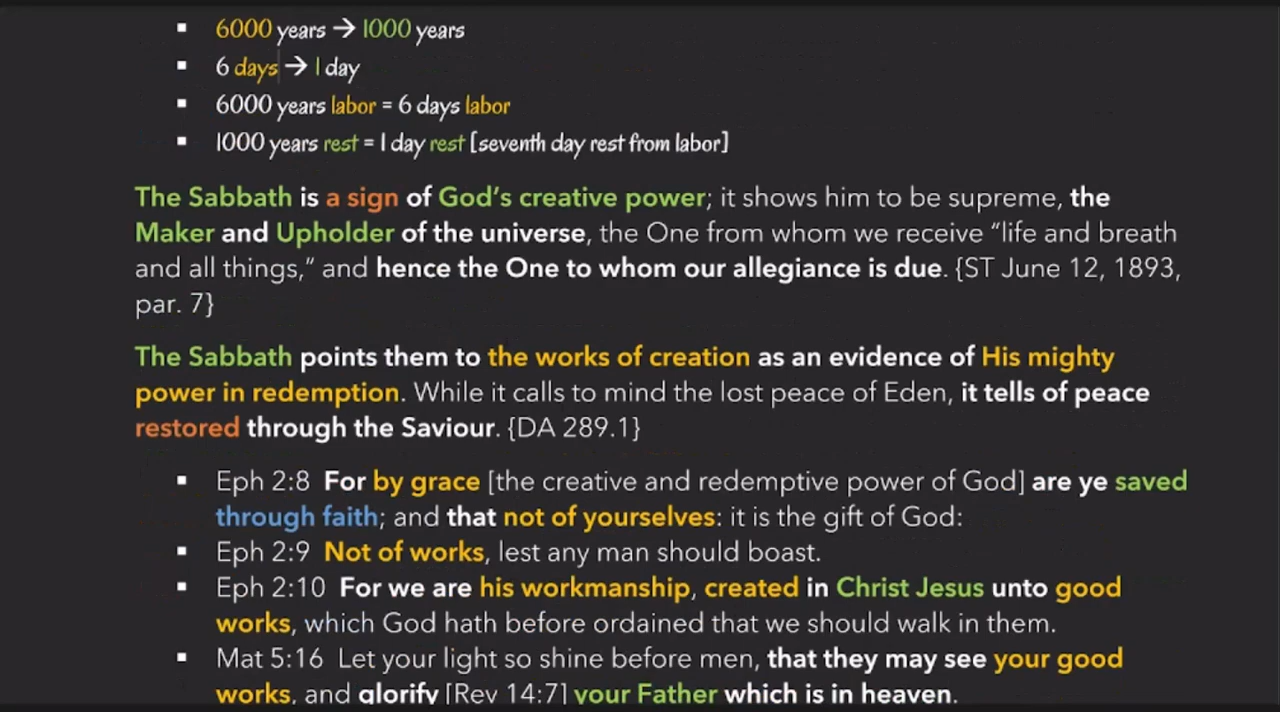 ▪ 6000 years → 1000 years
▪ 6 days → 1 day
▪ 6000 years labor = 6 days labor
▪ 1000 years rest = 1 day rest [seventh day rest from labor]
The Sabbath is a sign of God’s creative power; it shows him to be supreme, the
Maker and Upholder of the universe, the One from whom we receive “life and breath
and all things,” and hence the One to whom our allegiance is due. {ST June 12, 1893,
par. 7}
The Sabbath points them to the works of creation as an evidence of His mighty
power in redemption. While it calls to mind the lost peace of Eden, it tells of peace
restored through the Saviour. {DA 289.1}
▪ Eph 2:8 For by grace [the creative and redemptive power of God] are ye saved
through faith; and that not of yourselves: it is the gift of God:
▪ Eph 2:9 Not of works, lest any man should boast.
▪ Eph 2:10 For we are his workmanship, created in Christ Jesus unto good
works, which God hath before ordained that we should walk in them.
▪ Mat 5:16 Let your light so shine before men, that they may see your good
works, and glorify [Rev 14:7] your Father which is in heaven.